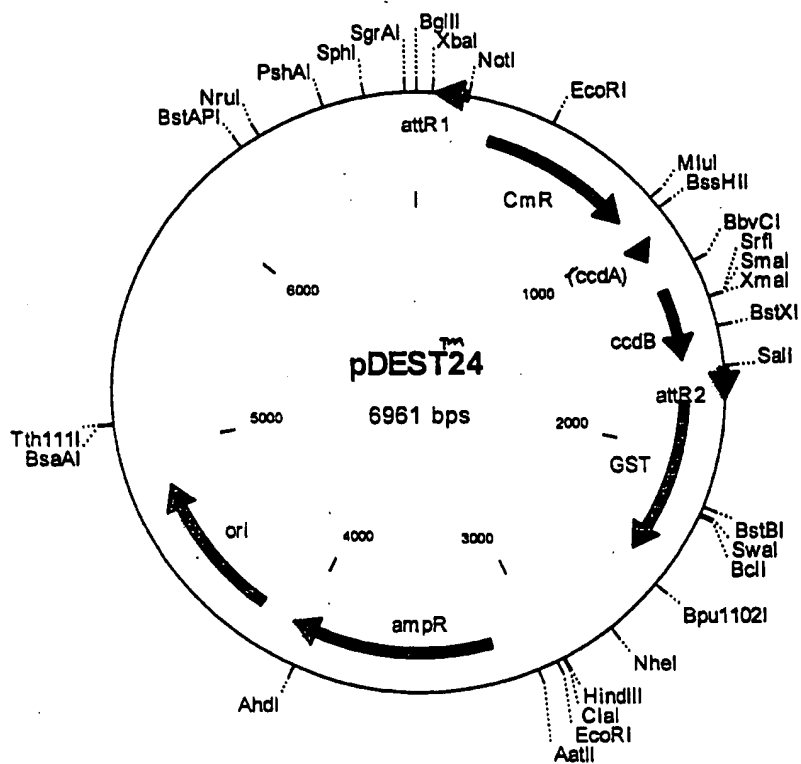 BglII
SgrAI
XbaI
SphI
NotI
PshAI
EcoRI
NruI
BstAPI
attR1
MluI
BssHII
CmR
BbvCI
SrfI
SmaI
XmaI
(ccdA)
6000
1000
BstXI
ccdB
SalI
pDEST™24
attR2
6961 bps
5000
2000
Tth111I
BsaAI
GST
ori
BstBI
SwaI
BclI
4000
3000
Bpu1102I
ampR
NheI
HindIII
ClaI
EcoRI
AatII
AhdI